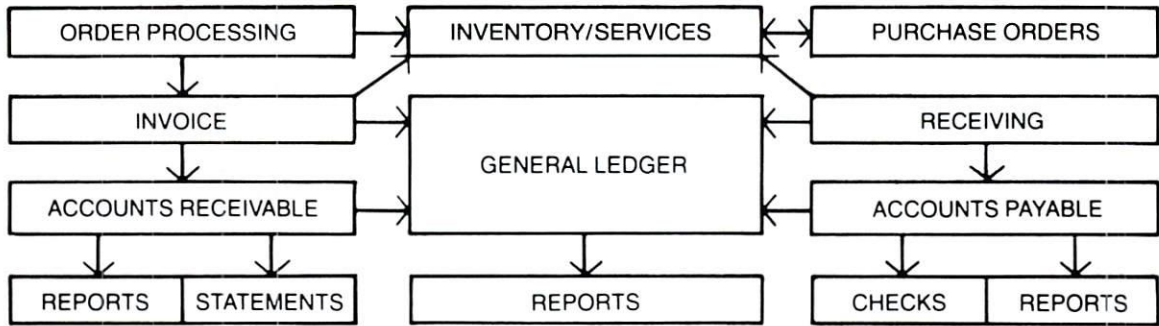 ORDER PROCESSING
INVENTORY/SERVICES
PURCHASE ORDERS
INVOICE
RECEIVING
GENERAL LEDGER
ACCOUNTS RECEIVABLE
ACCOUNTS PAYABLE
REPORTS
STATEMENTS
REPORTS
CHECKS
REPORTS